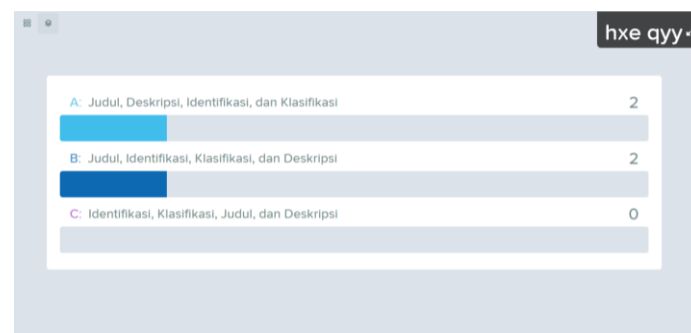 hxe qyy
A: Judul, Deskripsi, Identifikasi, dan Klasifikasi 2
B: Judul, Identifikasi, Klasifikasi, dan Deskripsi 2
C: Identifikasi, Klasifikasi, Judul, dan Deskripsi 0